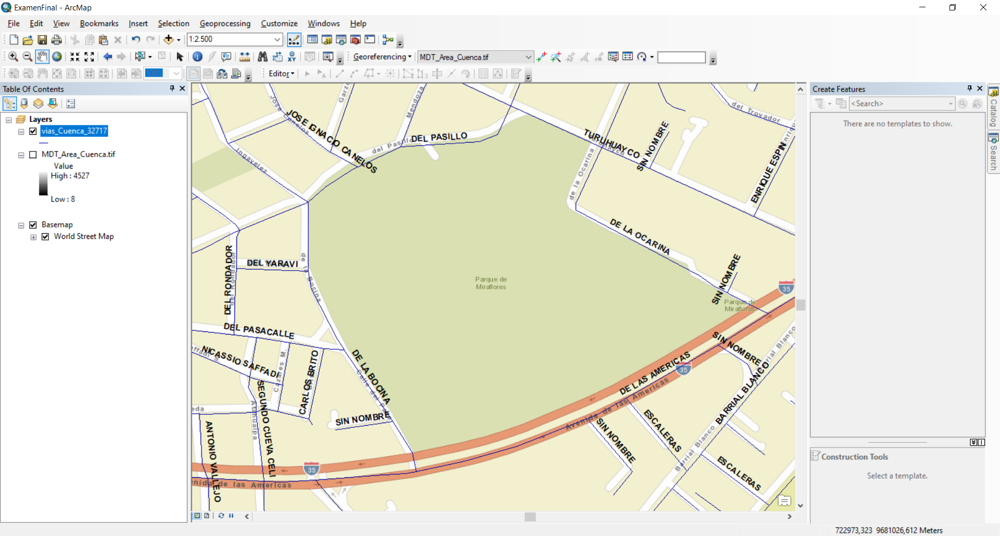 ExamenFinal - ArcMap
File Edit View Bookmarks Insert Selection Geoprocessing Customize Windows Help
1:2.500
Georeferencing MDT_Area_Cuenca.tif
100%
Editor
Table Of Contents
Layers
vias_Cuenca_32717
MDT_Area_Cuenca.tif
Value
High : 4527
Low : 8
Basemap
World Street Map
Jose Canelos
JOSE IGNACIO CANELOS
Mendoza
del Pasillo
DEL PASILLO
Ingavelez
TURUHUAYCO
SIN NOMBRE
del Trovador
ENRIQUE ESPIN
de la Ocarina
DE LA OCARINA
SIN NOMBRE
DEL RONDADOR
del Rondador
DEL YARAVI
de la Bocina
Parque de
Miraflores
Parque de
Miraflores
35
DEL PASACALLE
NICASSIO SAFFADI
Cazares M.
CARLOS BRITO
DE LA BOCINA
SIN NOMBRE
SEGUNDO CUEVA CELI
Atahualpa
ANTONIO VALLEJO
35
DE LAS AMERICAS
35
Avenida de las Americas
SIN NOMBRE
BARRIAL BLANCO
Barrial Blanco
ESCALERAS
SIN NOMBRE
ESCALERAS
enida de las Americas
Create Features
<Search>
There are no templates to show.
Construction Tools
Select a template.
Catalog
Search
722973,323 9681026,612 Meters